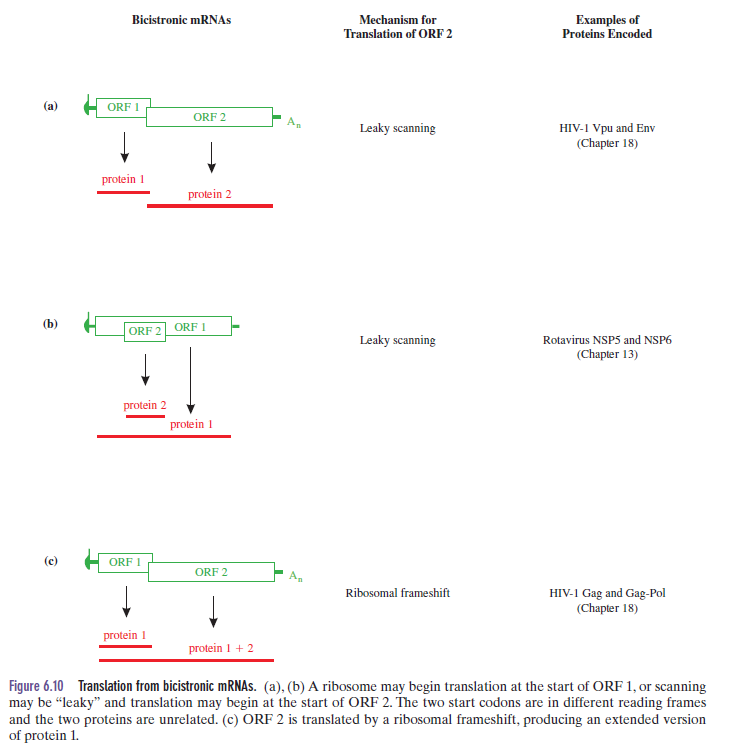 Bicistronic mRNAs
Mechanism for
Translation of ORF 2
Examples of
Proteins Encoded
(a)
ORF 1
ORF 2
An
protein 1
protein 2
Leaky scanning
HIV-1 Vpu and Env
(Chapter 18)
(b)
ORF 2
ORF 1
protein 2
protein 1
Leaky scanning
Rotavirus NSP5 and NSP6
(Chapter 13)
(c)
ORF 1
ORF 2
An
protein 1
protein 1 + 2
Ribosomal frameshift
HIV-1 Gag and Gag-Pol
(Chapter 18)
Figure 6.10 Translation from bicistronic mRNAs. (a), (b) A ribosome may begin translation at the start of ORF 1, or scanning
may be “leaky” and translation may begin at the start of ORF 2. The two start codons are in different reading frames
and the two proteins are unrelated. (c) ORF 2 is translated by a ribosomal frameshift, producing an extended version
of protein 1.